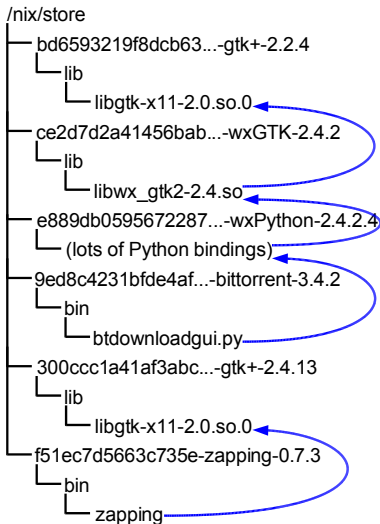 /nix/store
bd6593219f8dcb63...-gtk+-2.2.4
lib
libgtk-x11-2.0.so.0
ce2d7d2a41456bab...-wxGTK-2.4.2
lib
libwx_gtk2-2.4.so
e889db0595672287...-wxPython-2.4.2.4
(lots of Python bindings)
9ed8c4231bfde4af...-bittorrent-3.4.2
bin
btdownloadgui.py
300ccc1a41af3abc...-gtk+-2.4.13
lib
libgtk-x11-2.0.so.0
f51ec7d5663c735e-zapping-0.7.3
bin
zapping